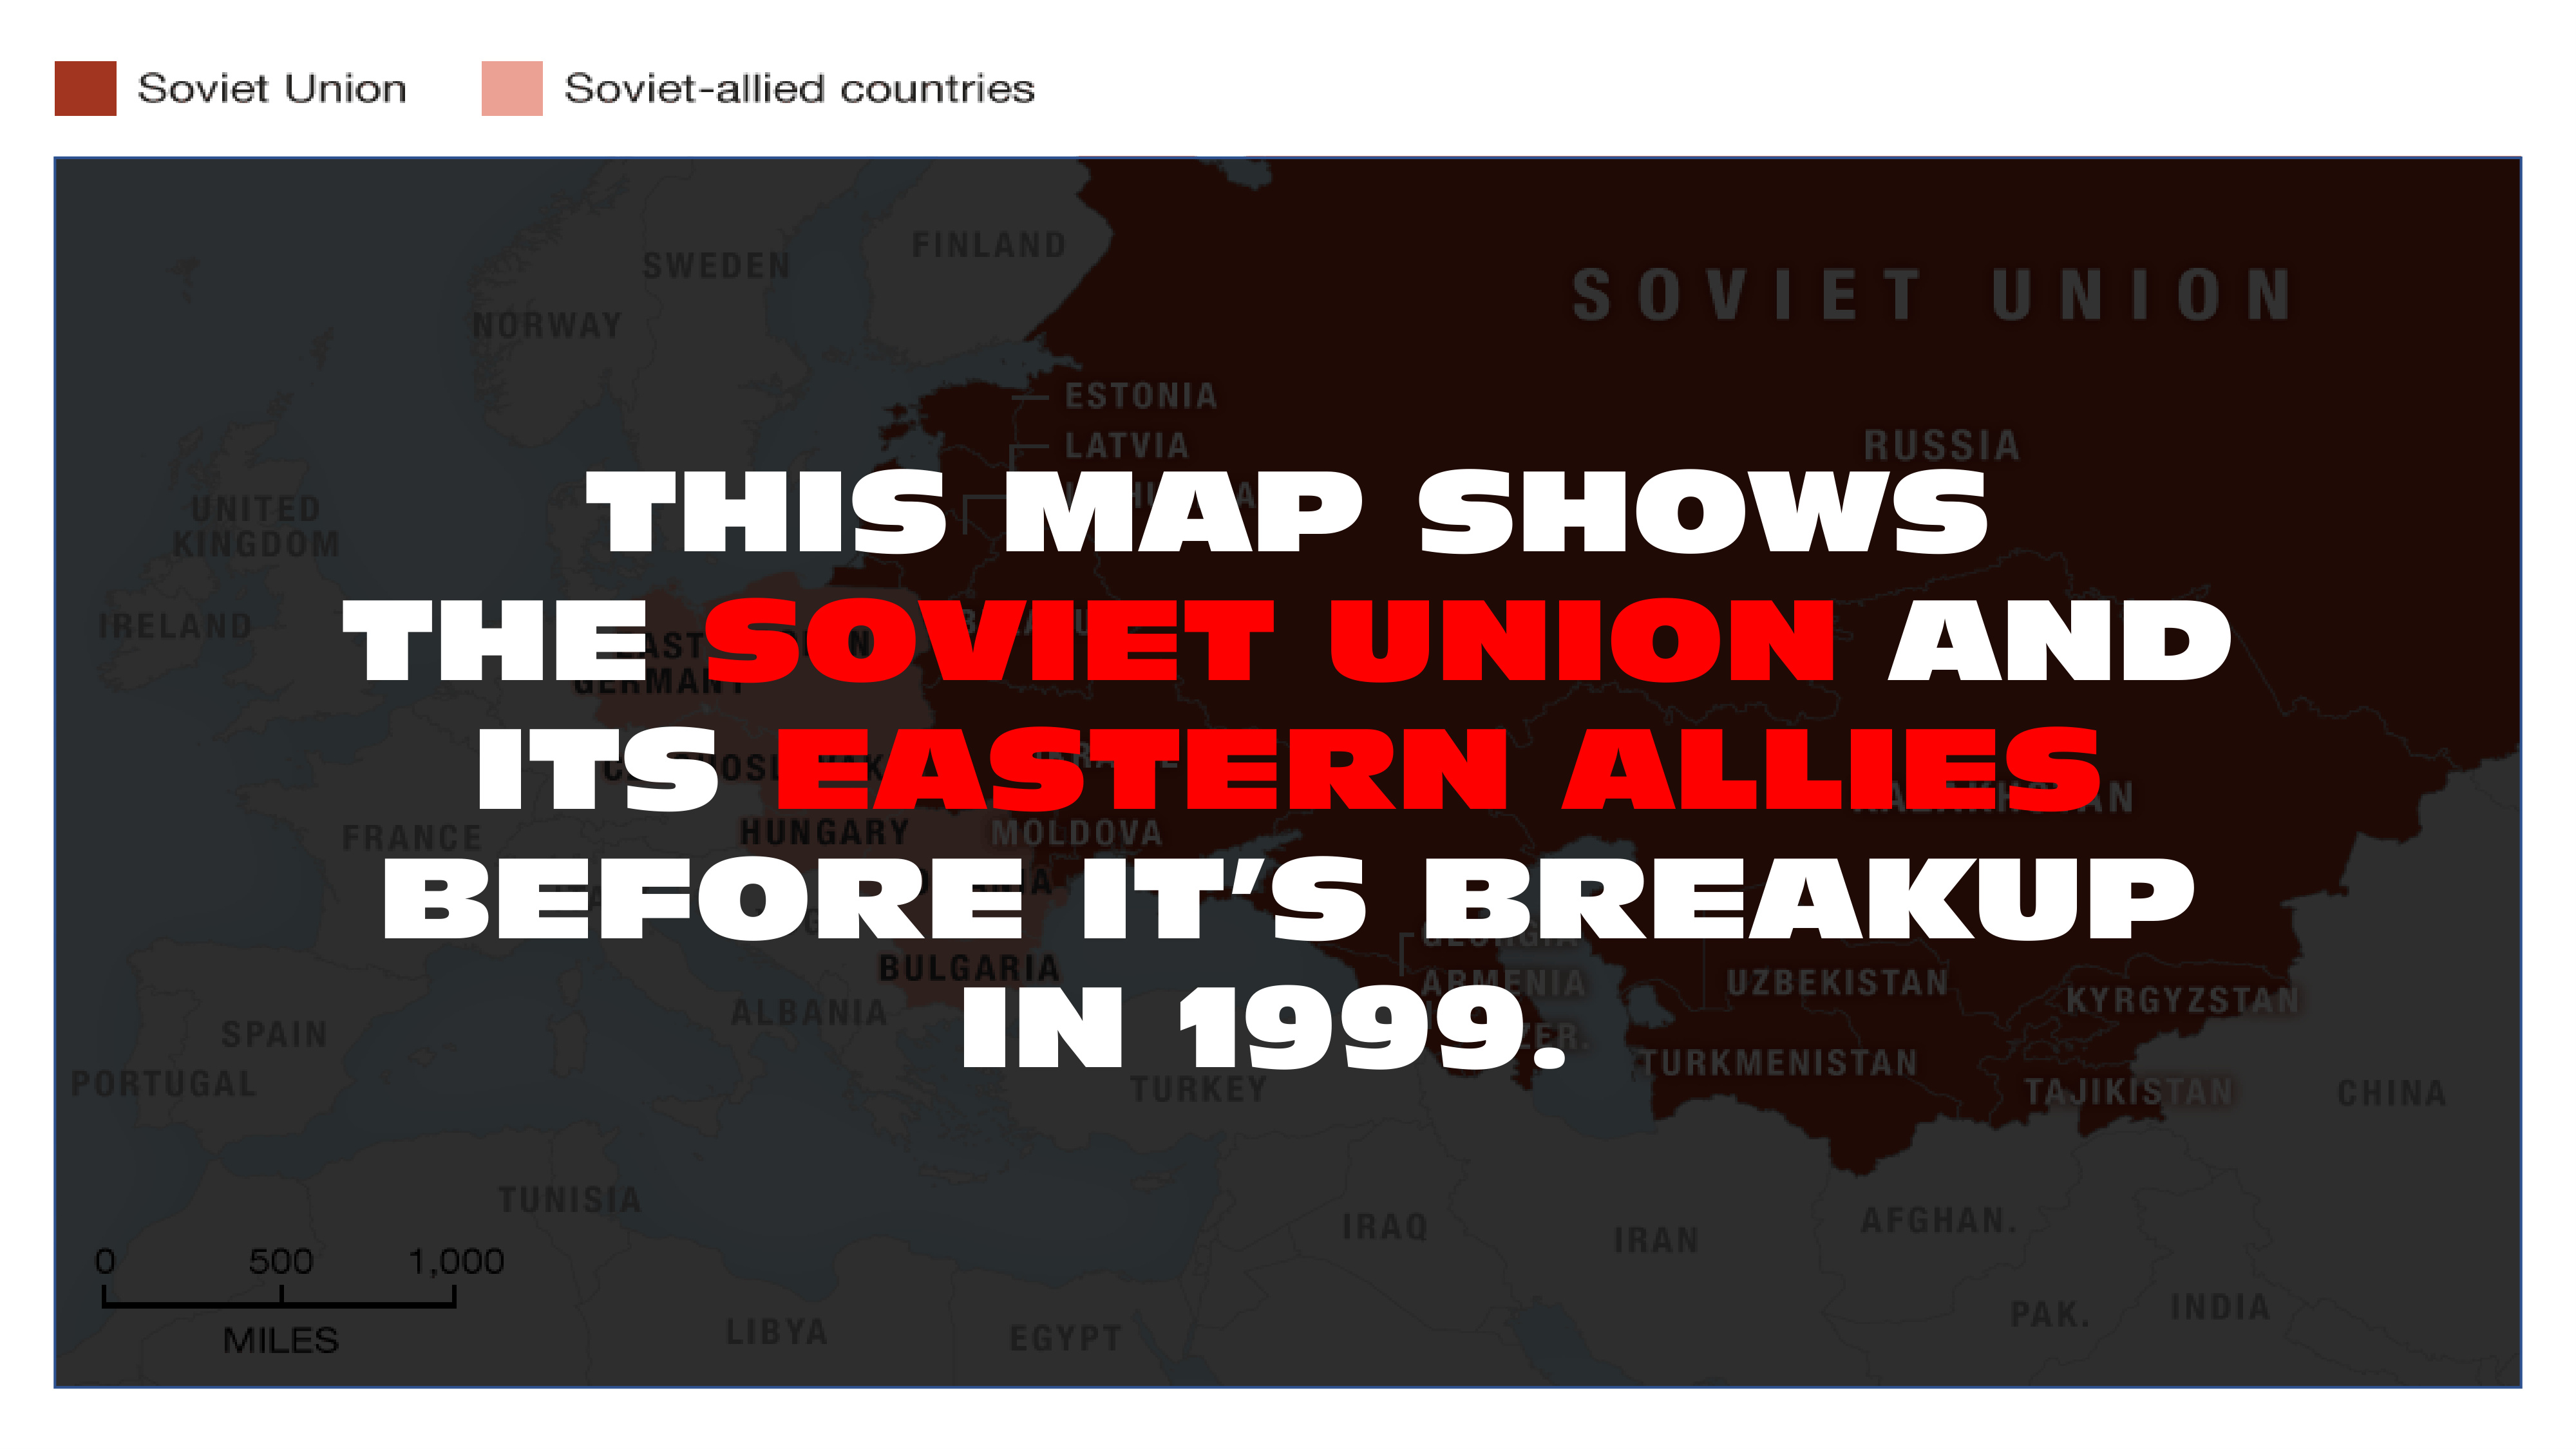 Soviet Union
Soviet-allied countries
FINLAND
SWEDEN
NORWAY
SOVIET UNION
ESTONIA
LATVIA
RUSSIA
THIS MAP SHOWS
THE SOVIET UNION AND
ITS EASTERN ALLIES
BEFORE IT’S BREAKUP
IN 1999.
UNITED
KINGDOM
IRELAND
EAST
GERMANY
FRANCE
HUNGARY
MOLDOVA
BULGARIA
ALBANIA
GEORGIA
ARMENIA
UZBEKISTAN
KYRGYZSTAN
SPAIN
PORTUGAL
TURKEY
TURKMENISTAN
TAJIKISTAN
CHINA
TUNISIA
IRAQ
IRAN
AFGHAN.
0 500 1,000
MILES
LIBYA
EGYPT
PAK.
INDIA